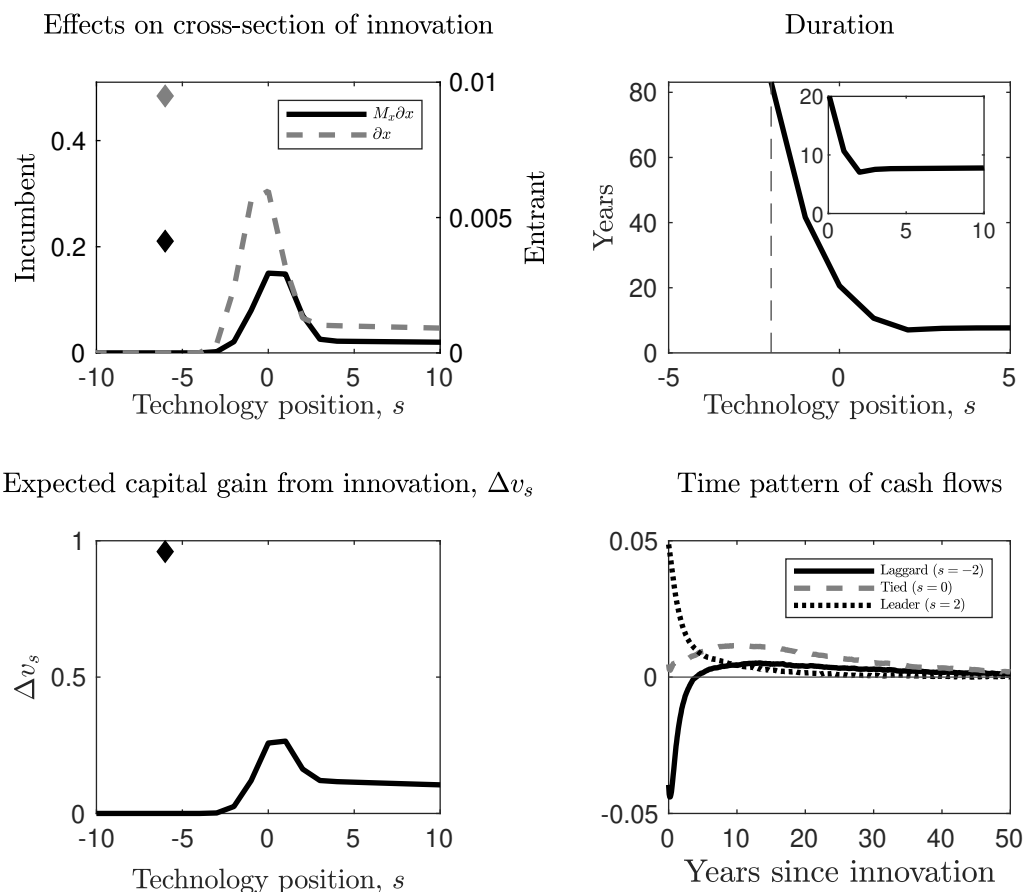 Effects on cross-section of innovation
Incumbent
0.4
0.2
0
0.01
0.005
0
Entrant
M_x∂x
∂x
-10 -5 0 5 10
Technology position, s
Duration
Years
80
60
40
20
0
20
10
0
0 5 10
-5 0 5
Technology position, s
Expected capital gain from innovation, Δv_s
Δv_s
1
0.5
0
-10 -5 0 5 10
Technology position, s
Time pattern of cash flows
0.05
0
-0.05
Laggard (s = −2)
Tied (s = 0)
Leader (s = 2)
0 10 20 30 40 50
Years since innovation